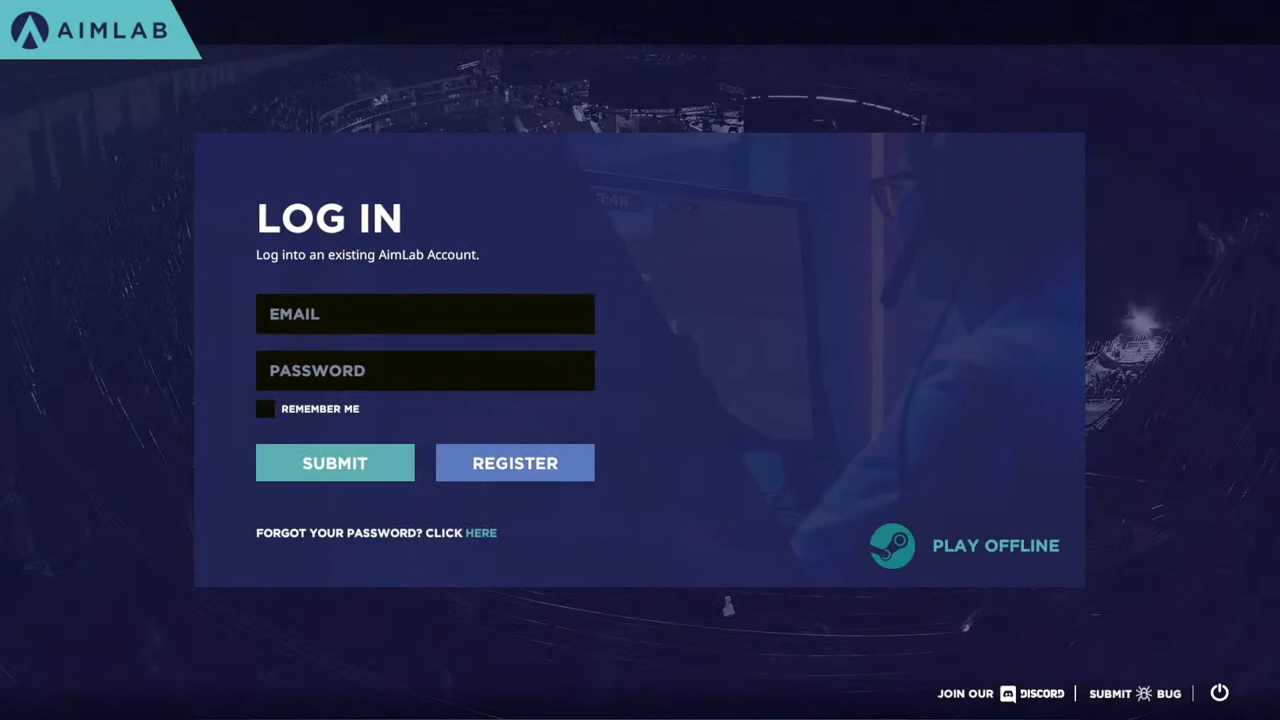 AIMLAB
LOG IN
Log into an existing AimLab Account.
EMAIL
PASSWORD
REMEMBER ME
SUBMIT
REGISTER
FORGOT YOUR PASSWORD? CLICK HERE
PLAY OFFLINE
JOIN OUR DISCORD | SUBMIT BUG |